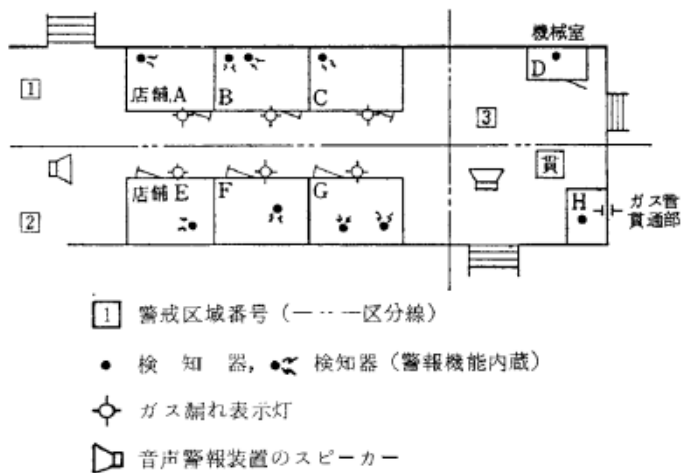 機械室
店舗A B C D
1
3
貫
店舗E F G H
ガス管
貫通部
2
1 警戒区域番号（―‥―区分線）
検知器， 検知器（警報機能内蔵）
ガス漏れ表示灯
音声警報装置のスピーカー